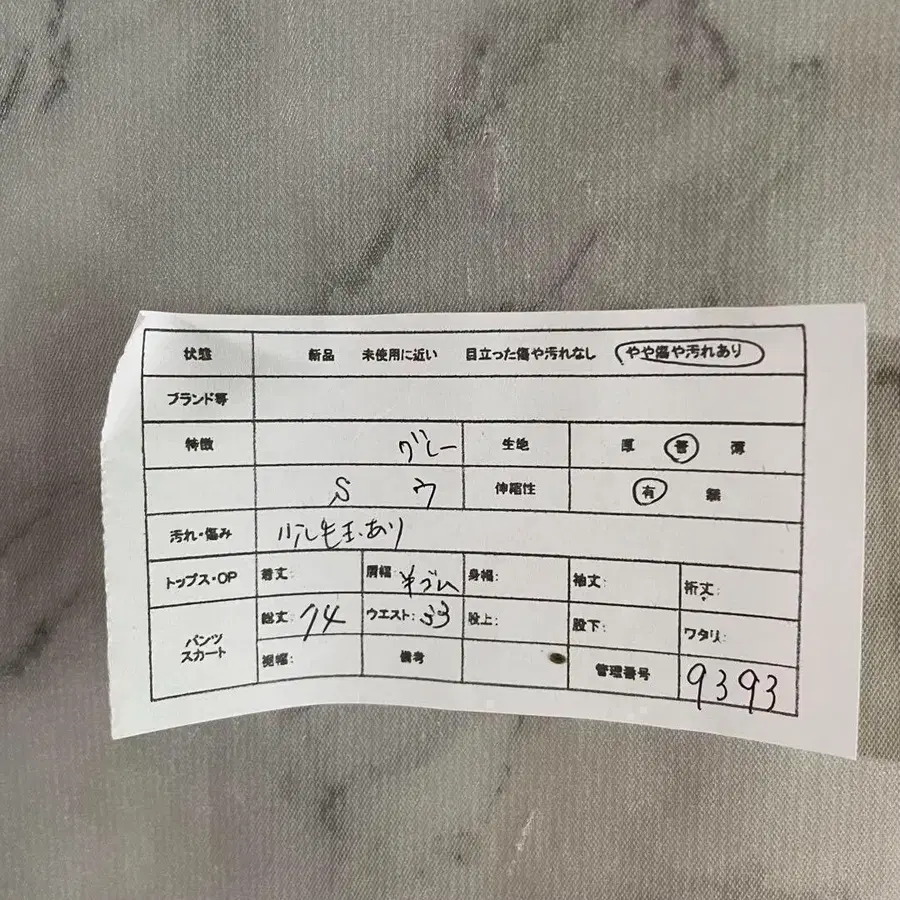 状態 新品 未使用に近い 目立った傷や汚れなし やや傷や汚れあり
ブランド等
特徴 グレー 生地 厚 普 薄
S ウ 伸縮性 有 無
汚れ・傷み 少し毛玉あり
トップス・OP 着丈: 肩幅: ゴム 身幅: 袖丈: 裄丈:
パンツ スカート 総丈: 74 ウエスト: 33 股上: 股下: ワタリ:
裾幅: 備考 管理番号 9393